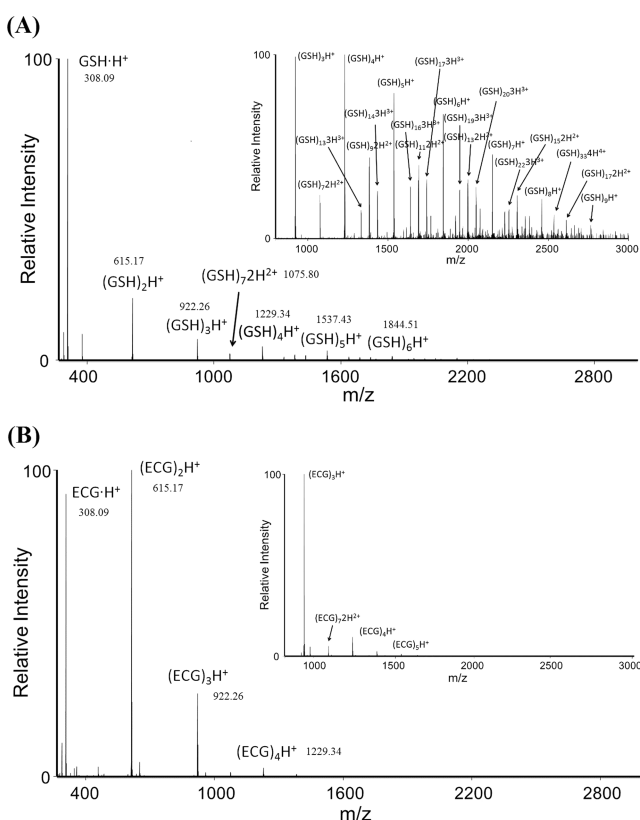 (A)
100
0
Relative Intensity
GSH·H⁺
308.09
615.17
(GSH)₂H⁺
922.26
(GSH)₃H⁺
(GSH)₇2H²⁺ 1075.80
1229.34
(GSH)₄H⁺
1537.43
(GSH)₅H⁺
1844.51
(GSH)₆H⁺
400 1000 1600 2200 2800
m/z
100
0
Relative Intensity
(GSH)₃H⁺
(GSH)₄H⁺
(GSH)₁₇3H³⁺
(GSH)₅H⁺
(GSH)₆H⁺
(GSH)₂₀3H³⁺
(GSH)₁₄3H³⁺
(GSH)₁₆3H³⁺
(GSH)₁₉3H³⁺
(GSH)₁₃3H³⁺
(GSH)₉2H²⁺
(GSH)₁₁2H²⁺
(GSH)₁₃2H²⁺
(GSH)₇H⁺
(GSH)₁₅2H²⁺
(GSH)₂₂3H³⁺
(GSH)₃₃4H⁴⁺
(GSH)₇2H²⁺
(GSH)₈H⁺
(GSH)₁₇2H²⁺
(GSH)₉H⁺
1000 1500 2000 2500 3000
m/z
(B)
100
0
Relative Intensity
ECG·H⁺
308.09
(ECG)₂H⁺
615.17
(ECG)₃H⁺
922.26
(ECG)₄H⁺ 1229.34
400 1000 1600 2200 2800
m/z
100
0
Relative Intensity
(ECG)₃H⁺
(ECG)₇2H²⁺
(ECG)₄H⁺
(ECG)₅H⁺
1000 1500 2000 2500 3000
m/z